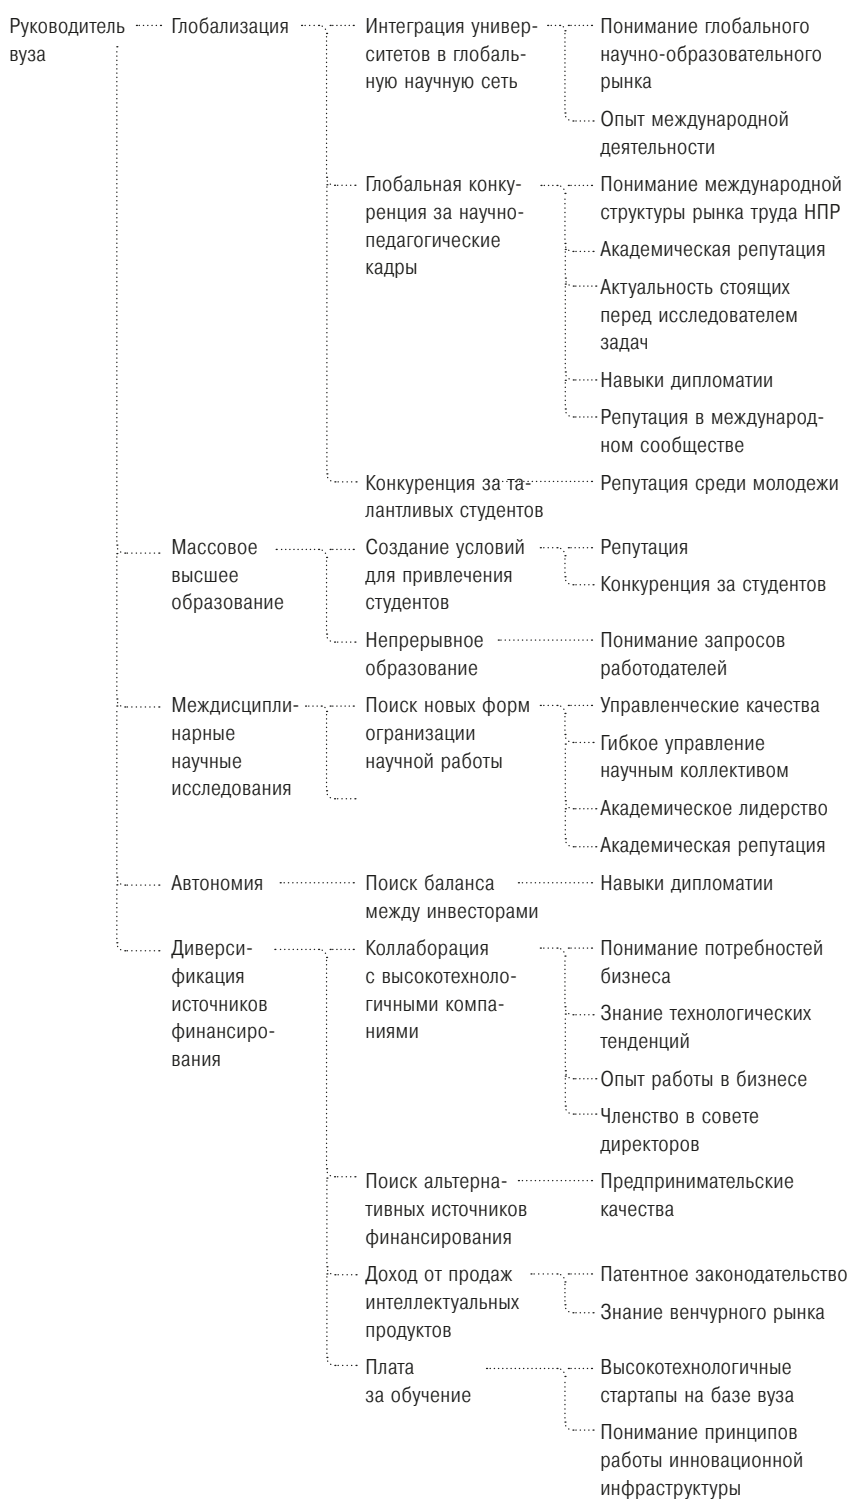 Руководитель
вуза
Глобализация
Интеграция универ-
ситетов в глобаль-
ную научную сеть
Понимание глобального
научно-образовательного
рынка
Опыт международной
деятельности
Глобальная конку-
ренция за научно-
педагогические
кадры
Понимание международной
структуры рынка труда НПР
Академическая репутация
Актуальность стоящих
перед исследователем
задач
Навыки дипломатии
Репутация в международ-
ном сообществе
Конкуренция за та-
лантливых студентов
Репутация среди молодежи
Массовое
высшее
образование
Создание условий
для привлечения
студентов
Репутация
Конкуренция за студентов
Непрерывное
образование
Понимание запросов
работодателей
Междисципли-
нарные
научные
исследования
Поиск новых форм
огранизации
научной работы
Управленческие качества
Гибкое управление
научным коллективом
Академическое лидерство
Академическая репутация
Автономия
Поиск баланса
между инвесторами
Навыки дипломатии
Диверси-
фикация
источников
финансиро-
вания
Коллаборация
с высокотехноло-
гичными компа-
ниями
Понимание потребностей
бизнеса
Знание технологических
тенденций
Опыт работы в бизнесе
Членство в совете
директоров
Поиск альтерна-
тивных источников
финансирования
Предпринимательские
качества
Доход от продаж
интеллектуальных
продуктов
Патентное законодательство
Знание венчурного рынка
Плата
за обучение
Высокотехнологичные
стартапы на базе вуза
Понимание принципов
работы инновационной
инфраструктуры